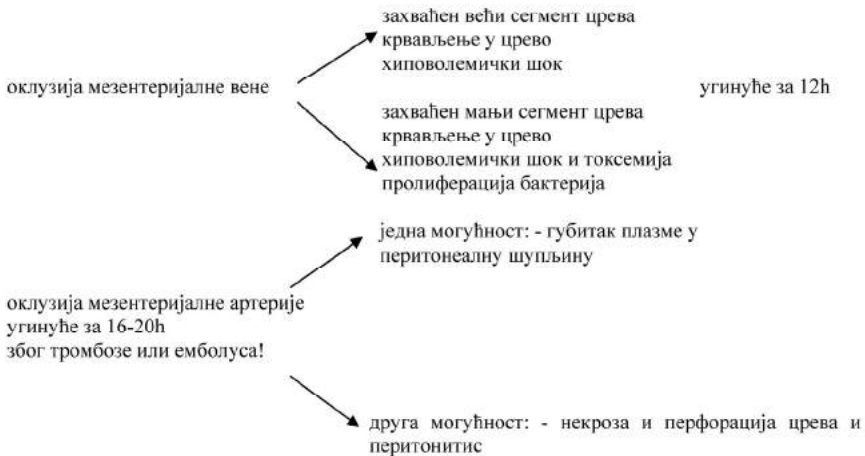 захваћен већи сегмент црева
крвављење у црево
хиповолемички шок
оклузија мезентеријалне вене
угинуће за 12h
захваћен мањи сегмент црева
крвављење у црево
хиповолемички шок и токсемија
пролиферација бактерија
једна могућност: - губитак плазме у
перитонеалну шупљину
оклузија мезентеријалне артерије
угинуће за 16-20h
због тромбозе или емболуса!
друга могућност: - некроза и перфорација црева и
перитонитис